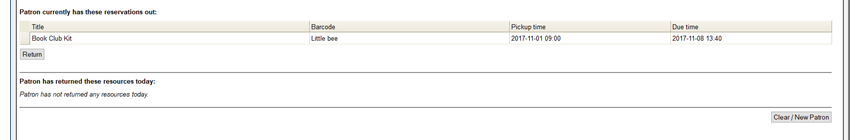 Patron currently has these reservations out:
Title Barcode Pickup time Due time
Book Club Kit Little bee 2017-11-01 09:00 2017-11-08 13:40
Return
Patron has returned these resources today:
Patron has not returned any resources today.
Clear / New Patron